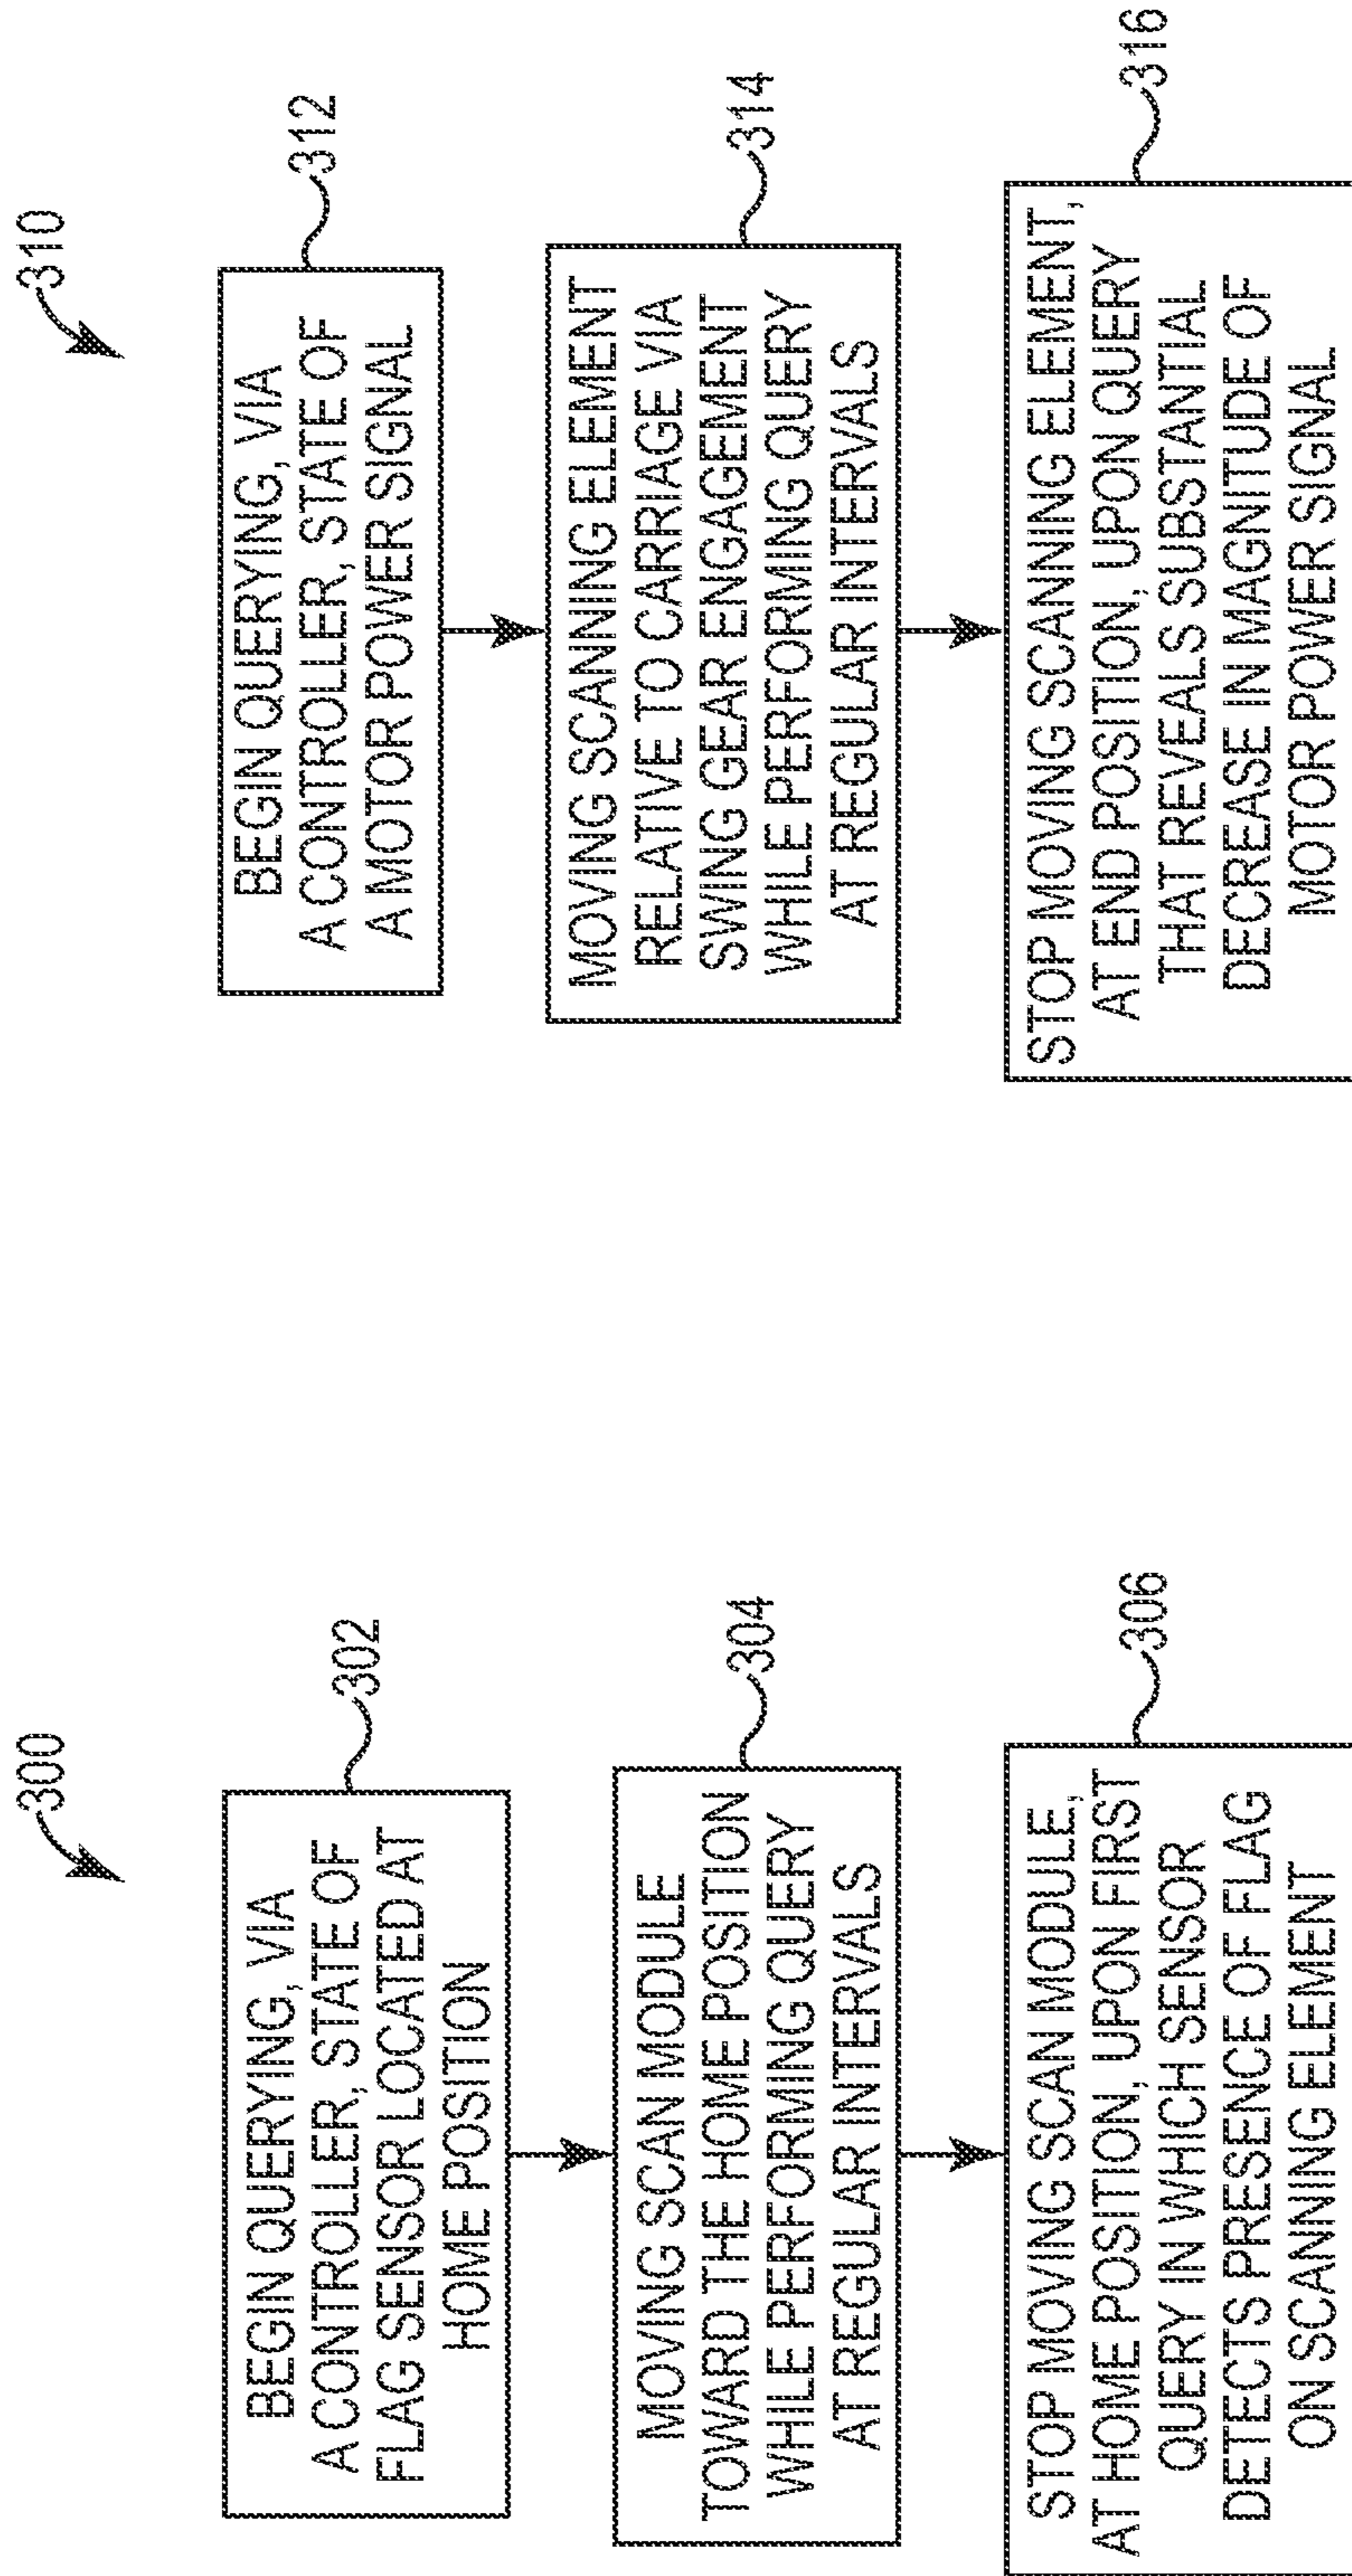 300
BEGIN QUERYING, VIA
A CONTROLLER, STATE OF
FLAG SENSOR LOCATED AT
HOME POSITION
302
MOVING SCAN MODULE
TOWARD THE HOME POSITION
WHILE PERFORMING QUERY
AT REGULAR INTERVALS
304
STOP MOVING SCAN MODULE,
AT HOME POSITION, UPON FIRST
QUERY IN WHICH SENSOR
DETECTS PRESENCE OF FLAG
ON SCANNING ELEMENT
306
310
BEGIN QUERYING, VIA
A CONTROLLER, STATE OF
A MOTOR POWER SIGNAL
312
MOVING SCANNING ELEMENT
RELATIVE TO CARRIAGE VIA
SWING GEAR ENGAGEMENT
WHILE PERFORMING QUERY
AT REGULAR INTERVALS
314
STOP MOVING SCANNING ELEMENT,
AT END POSITION, UPON QUERY
THAT REVEALS SUBSTANTIAL
DECREASE IN MAGNITUDE OF
MOTOR POWER SIGNAL
316